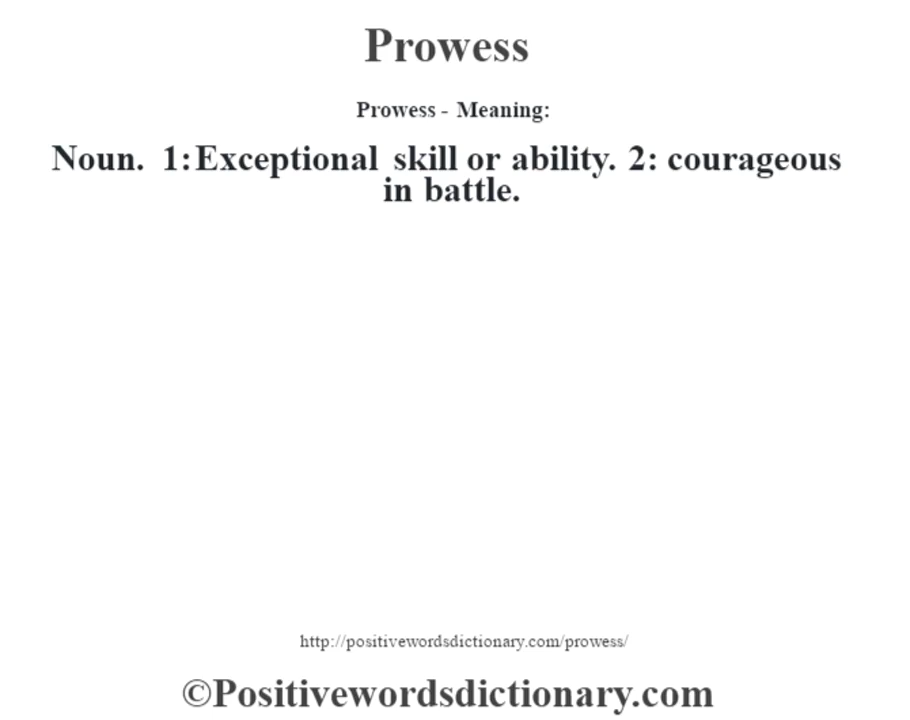 Prowess
Prowess - Meaning:
Noun. 1:Exceptional skill or ability. 2: courageous
in battle.
http://positivewordsdictionary.com/prowess/
©Positivewordsdictionary.com